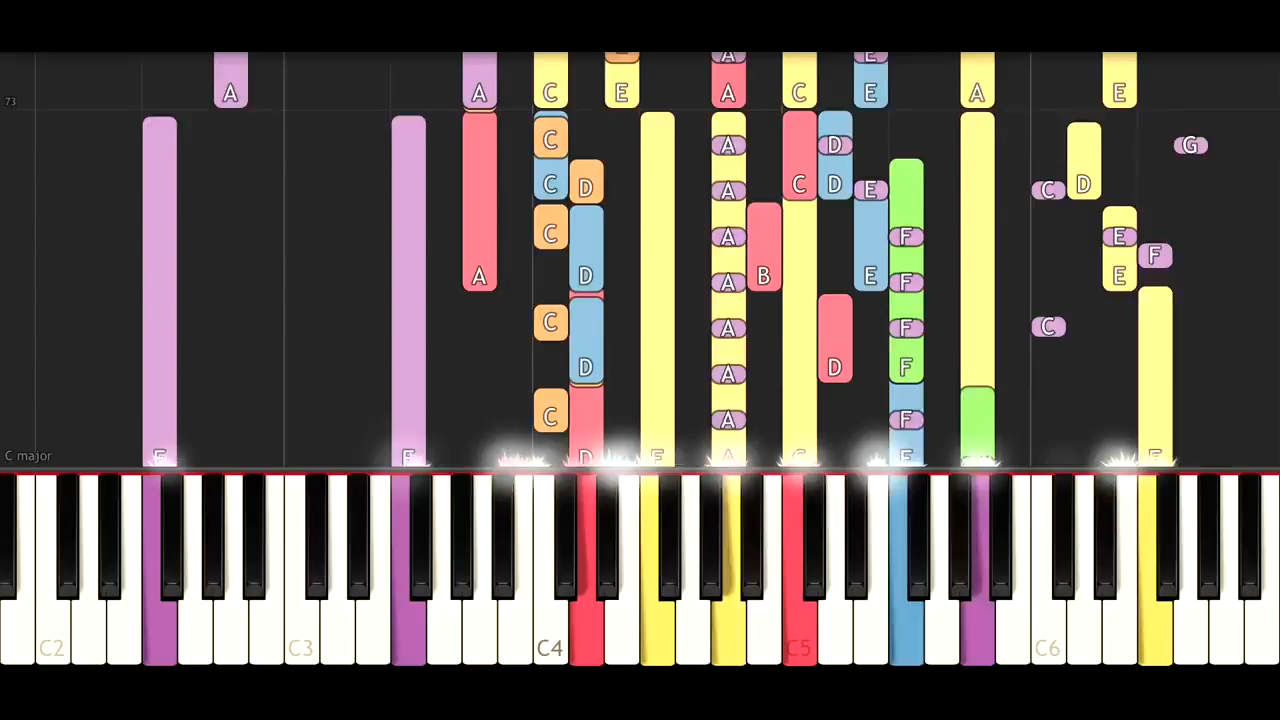 A A C E A A C E E A E
73
C A D G
C D C D E A C D
A F E
C D F
A D B E E
A F
C A F C
D D F
A
C A F
C major F F D F A C F F
C2 C3 C4 C5 C6